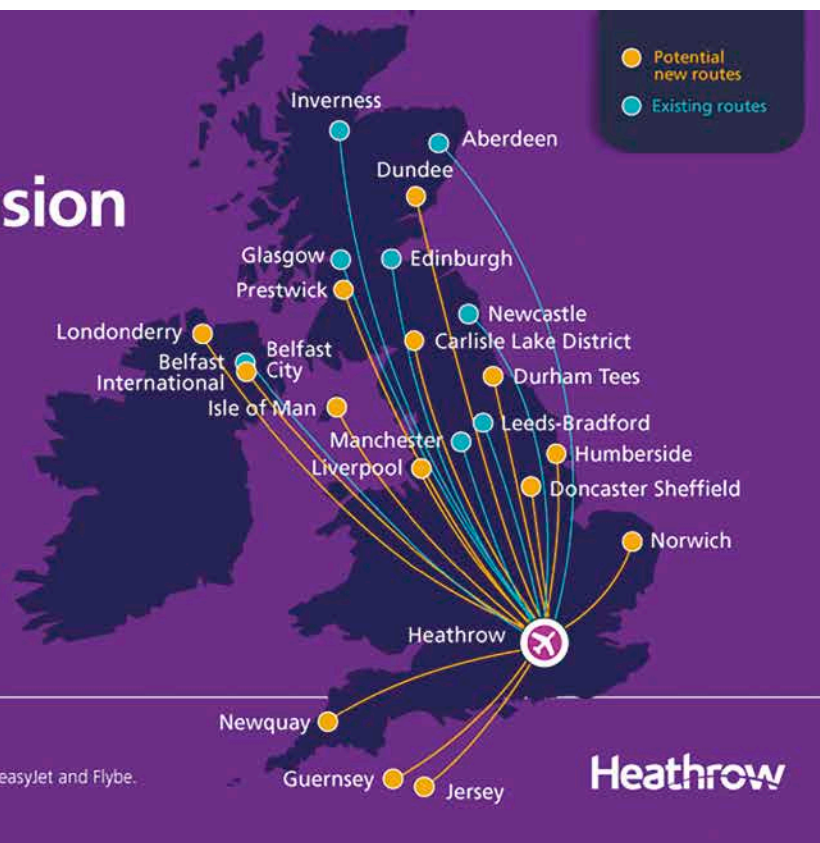 Potential
new routes
Existing routes
sion
Inverness
Aberdeen
Dundee
Glasgow
Edinburgh
Prestwick
Newcastle
Londonderry
Carlisle Lake District
Belfast
City
Belfast
International
Durham Tees
Isle of Man
Leeds-Bradford
Manchester
Humberside
Liverpool
Doncaster Sheffield
Norwich
Heathrow
Newquay
easyJet and Flybe.
Guernsey
Jersey
Heathrow